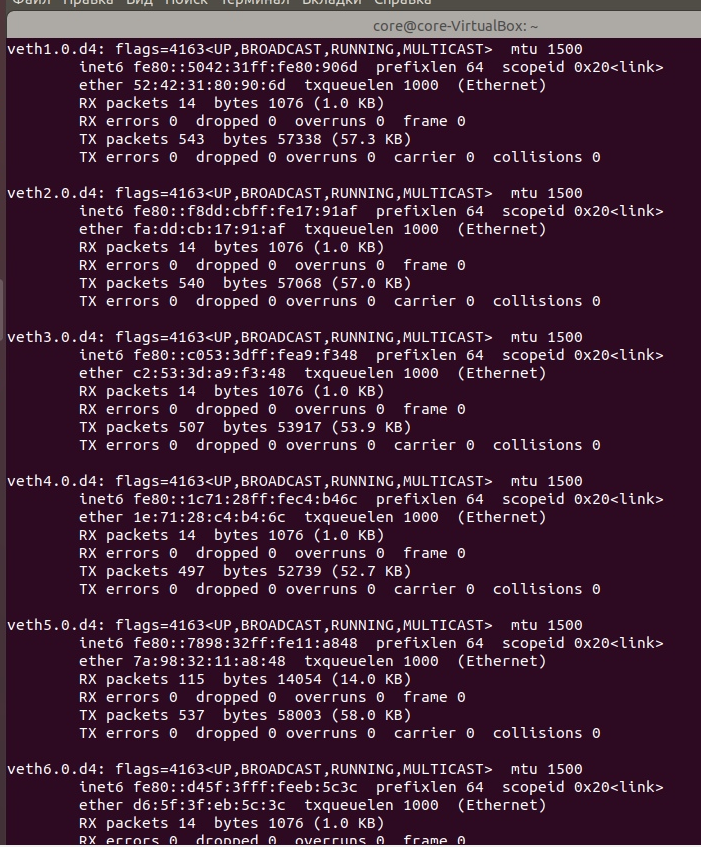 Файл Правка Вид Поиск Терминал Вкладки Справка
core@core-VirtualBox: ~
veth1.0.d4: flags=4163<UP,BROADCAST,RUNNING,MULTICAST>  mtu 1500
        inet6 fe80::5042:31ff:fe80:906d  prefixlen 64  scopeid 0x20<link>
        ether 52:42:31:80:90:6d  txqueuelen 1000  (Ethernet)
        RX packets 14  bytes 1076 (1.0 KB)
        RX errors 0  dropped 0  overruns 0  frame 0
        TX packets 543  bytes 57338 (57.3 KB)
        TX errors 0  dropped 0 overruns 0  carrier 0  collisions 0

veth2.0.d4: flags=4163<UP,BROADCAST,RUNNING,MULTICAST>  mtu 1500
        inet6 fe80::f8dd:cbff:fe17:91af  prefixlen 64  scopeid 0x20<link>
        ether fa:dd:cb:17:91:af  txqueuelen 1000  (Ethernet)
        RX packets 14  bytes 1076 (1.0 KB)
        RX errors 0  dropped 0  overruns 0  frame 0
        TX packets 540  bytes 57068 (57.0 KB)
        TX errors 0  dropped 0 overruns 0  carrier 0  collisions 0

veth3.0.d4: flags=4163<UP,BROADCAST,RUNNING,MULTICAST>  mtu 1500
        inet6 fe80::c053:3dff:fea9:f348  prefixlen 64  scopeid 0x20<link>
        ether c2:53:3d:a9:f3:48  txqueuelen 1000  (Ethernet)
        RX packets 14  bytes 1076 (1.0 KB)
        RX errors 0  dropped 0  overruns 0  frame 0
        TX packets 507  bytes 53917 (53.9 KB)
        TX errors 0  dropped 0 overruns 0  carrier 0  collisions 0

veth4.0.d4: flags=4163<UP,BROADCAST,RUNNING,MULTICAST>  mtu 1500
        inet6 fe80::1c71:28ff:fec4:b46c  prefixlen 64  scopeid 0x20<link>
        ether 1e:71:28:c4:b4:6c  txqueuelen 1000  (Ethernet)
        RX packets 14  bytes 1076 (1.0 KB)
        RX errors 0  dropped 0  overruns 0  frame 0
        TX packets 497  bytes 52739 (52.7 KB)
        TX errors 0  dropped 0 overruns 0  carrier 0  collisions 0

veth5.0.d4: flags=4163<UP,BROADCAST,RUNNING,MULTICAST>  mtu 1500
        inet6 fe80::7898:32ff:fe11:a848  prefixlen 64  scopeid 0x20<link>
        ether 7a:98:32:11:a8:48  txqueuelen 1000  (Ethernet)
        RX packets 115  bytes 14054 (14.0 KB)
        RX errors 0  dropped 0  overruns 0  frame 0
        TX packets 537  bytes 58003 (58.0 KB)
        TX errors 0  dropped 0 overruns 0  carrier 0  collisions 0

veth6.0.d4: flags=4163<UP,BROADCAST,RUNNING,MULTICAST>  mtu 1500
        inet6 fe80::d45f:3fff:feeb:5c3c  prefixlen 64  scopeid 0x20<link>
        ether d6:5f:3f:eb:5c:3c  txqueuelen 1000  (Ethernet)
        RX packets 14  bytes 1076 (1.0 KB)
        RX errors 0  dropped 0  overruns 0  frame 0